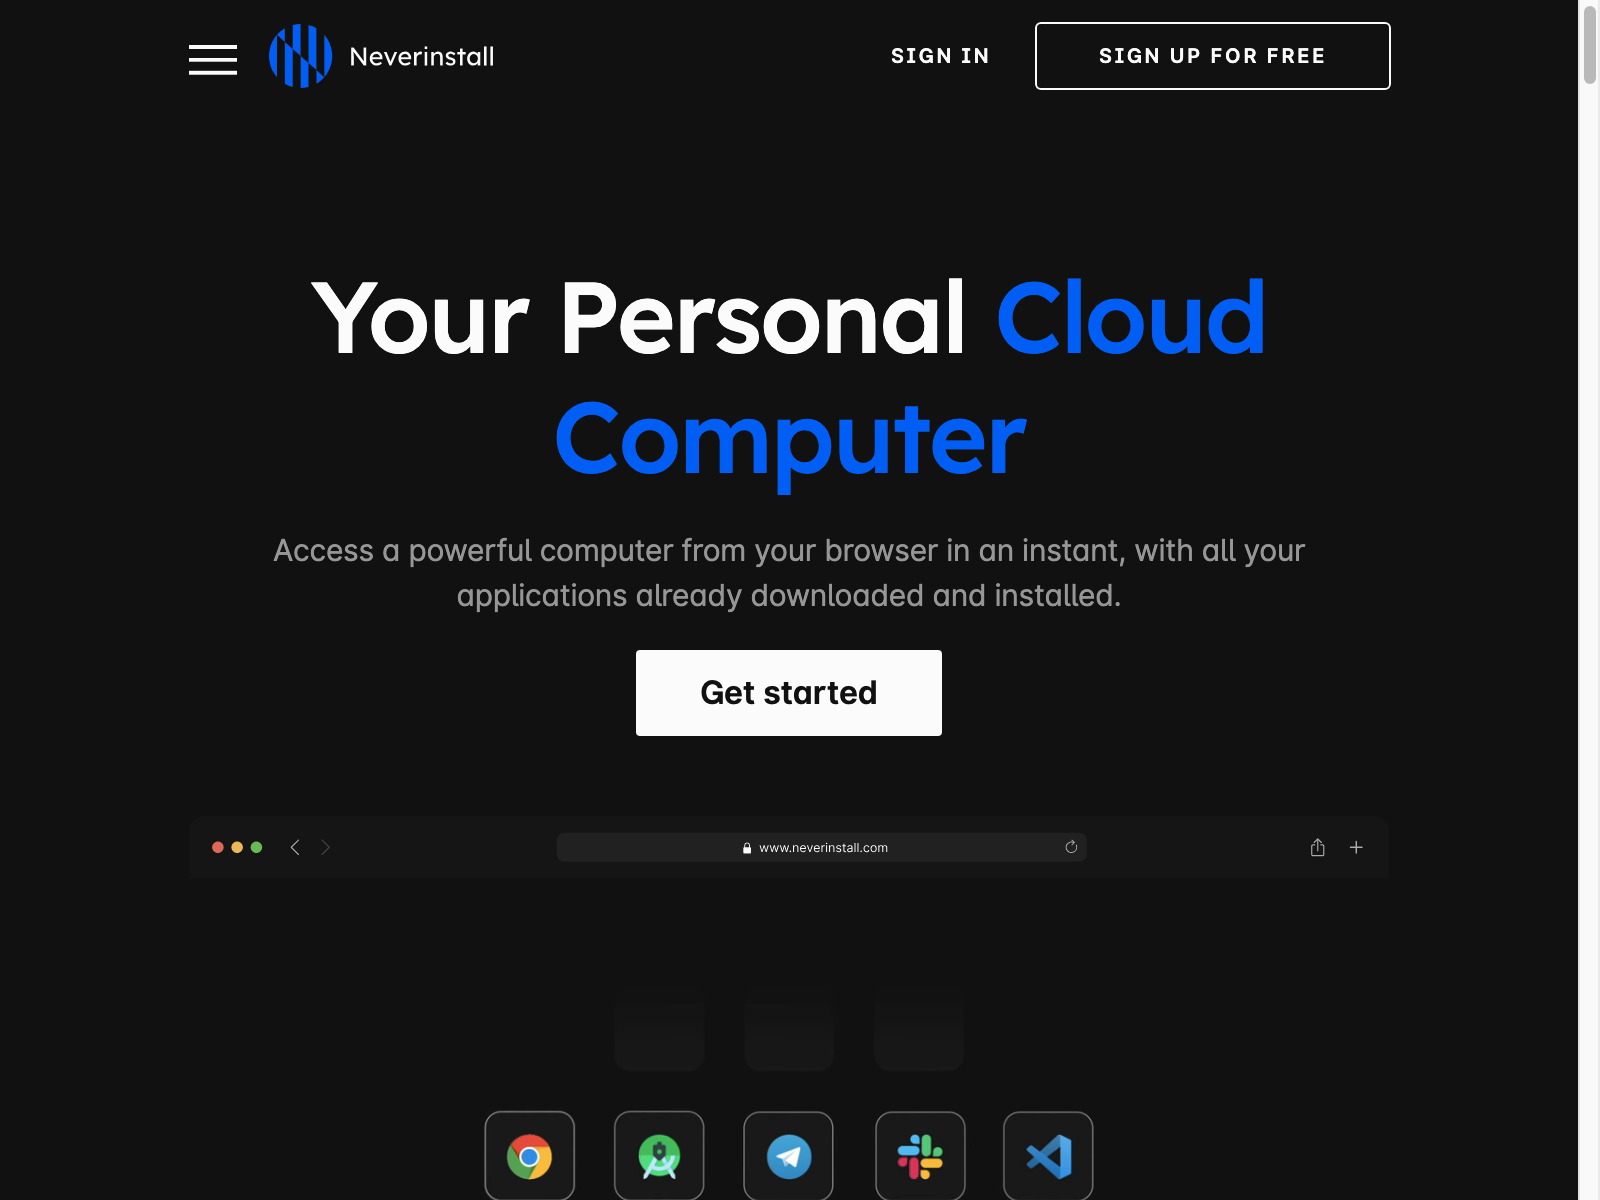 Neverinstall
SIGN IN
SIGN UP FOR FREE
Your Personal Cloud
Computer
Access a powerful computer from your browser in an instant, with all your
applications already downloaded and installed.
Get started
www.neverinstall.com